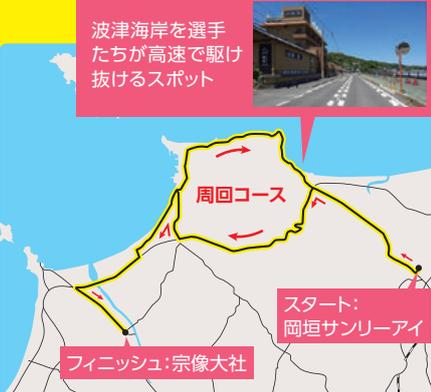 波津海岸を選手
たちが高速で駆け
抜けるスポット
周回コース
スタート：
岡垣サンリーアイ
フィニッシュ：宗像大社